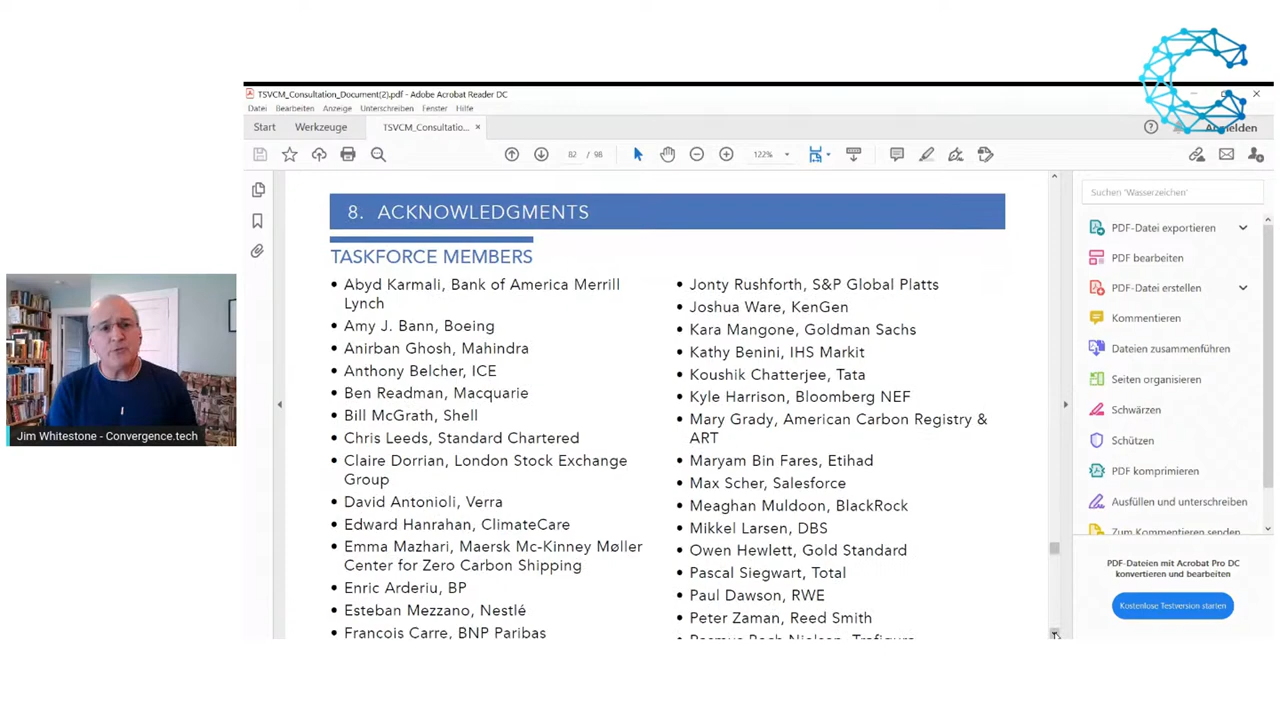 TSVCM_Consultation_Document(2).pdf - Adobe Acrobat Reader DC
Datei Bearbeiten Anzeige Unterschreiben Fenster Hilfe
Start Werkzeuge TSVCM_Consultatio... × Abmelden
82 / 98 122%
8. ACKNOWLEDGMENTS
TASKFORCE MEMBERS
• Abyd Karmali, Bank of America Merrill
Lynch
• Amy J. Bann, Boeing
• Anirban Ghosh, Mahindra
• Anthony Belcher, ICE
• Ben Readman, Macquarie
• Bill McGrath, Shell
• Chris Leeds, Standard Chartered
• Claire Dorrian, London Stock Exchange
Group
• David Antonioli, Verra
• Edward Hanrahan, ClimateCare
• Emma Mazhari, Maersk Mc-Kinney Møller
Center for Zero Carbon Shipping
• Enric Arderiu, BP
• Esteban Mezzano, Nestlé
• Francois Carre, BNP Paribas
• Jonty Rushforth, S&P Global Platts
• Joshua Ware, KenGen
• Kara Mangone, Goldman Sachs
• Kathy Benini, IHS Markit
• Koushik Chatterjee, Tata
• Kyle Harrison, Bloomberg NEF
• Mary Grady, American Carbon Registry &
ART
• Maryam Bin Fares, Etihad
• Max Scher, Salesforce
• Meaghan Muldoon, BlackRock
• Mikkel Larsen, DBS
• Owen Hewlett, Gold Standard
• Pascal Siegwart, Total
• Paul Dawson, RWE
• Peter Zaman, Reed Smith
Suchen "Wasserzeichen"
PDF-Datei exportieren
PDF bearbeiten
PDF-Datei erstellen
Kommentieren
Dateien zusammenführen
Seiten organisieren
Schwärzen
Schützen
PDF komprimieren
Ausfüllen und unterschreiben
Zum Kommentieren senden
PDF-Dateien mit Acrobat Pro DC
konvertieren und bearbeiten
Kostenlose Testversion starten
Jim Whitestone - Convergence.tech